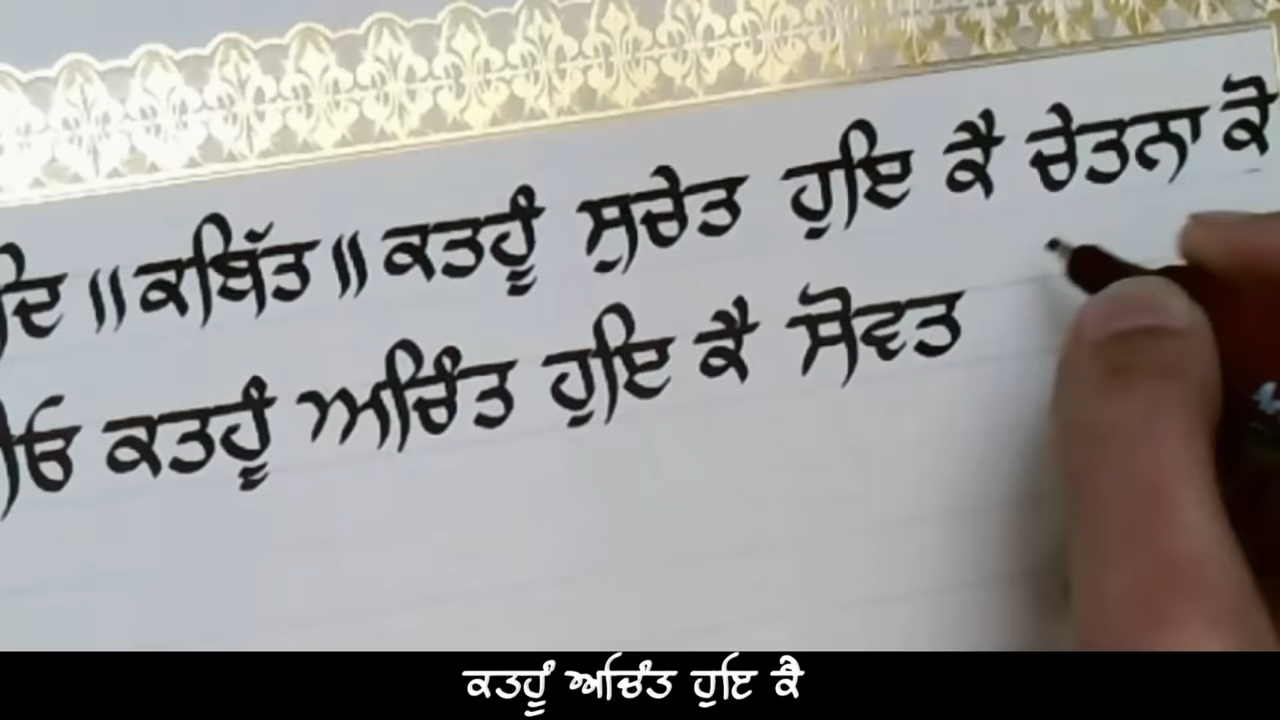 ਦਿ ॥ ਕਬਿੱਤ ॥ ਕਤਹੂੰ ਸੁਚੇਤ ਹੁਇ ਕੈ ਚੇਤਨਾ ਕੋ
ਕਤਹੂੰ ਅਚਿੰਤ ਹੁਇ ਕੈ ਸੋਵਤ
ਕਤਹੂੰ ਅਚਿੰਤ ਹੁਇ ਕੈ